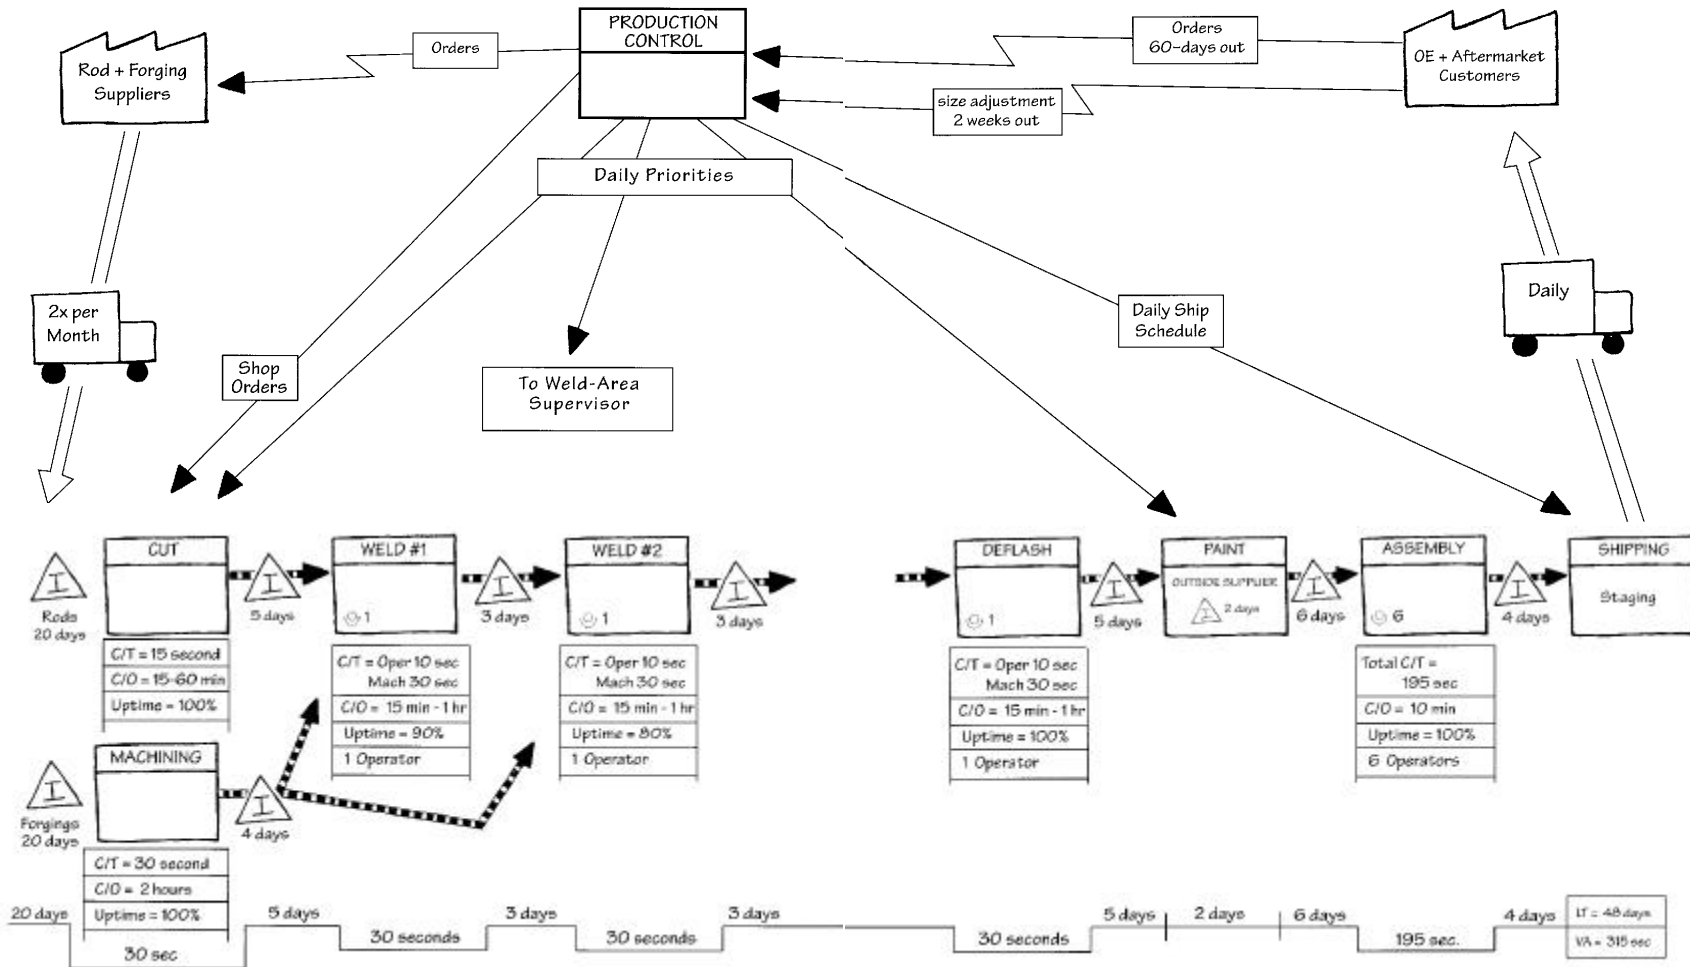 PRODUCTION
CONTROL
Orders
Orders
60-days out
Rod + Forging
Suppliers
OE + Aftermarket
Customers
size adjustment
2 weeks out
Daily Priorities
2x per
Month
Daily
Daily Ship
Schedule
Shop
Orders
To Weld-Area
Supervisor
CUT
WELD #1
WELD #2
DEFLASH
PAINT
ASSEMBLY
SHIPPING
I
Rods
20 days
I
5 days
1
I
3 days
1
I
3 days
1
I
5 days
OUTSIDE SUPPLIER
I
2 days
I
6 days
6
I
4 days
Staging
C/T = 15 second
C/O = 15-60 min
Uptime = 100%
C/T = Oper 10 sec
Mach 30 sec
C/O = 15 min - 1 hr
Uptime = 90%
1 Operator
C/T = Oper 10 sec
Mach 30 sec
C/O = 15 min - 1 hr
Uptime = 80%
1 Operator
C/T = Oper 10 sec
Mach 30 sec
C/O = 15 min - 1 hr
Uptime = 100%
1 Operator
Total C/T =
195 sec
C/O = 10 min
Uptime = 100%
6 Operators
MACHINING
I
Forgings
20 days
I
4 days
C/T = 30 second
C/O = 2 hours
Uptime = 100%
20 days
30 sec
5 days
30 seconds
3 days
30 seconds
3 days
30 seconds
5 days
2 days
6 days
195 sec.
4 days
LT = 48 days
VA = 315 sec